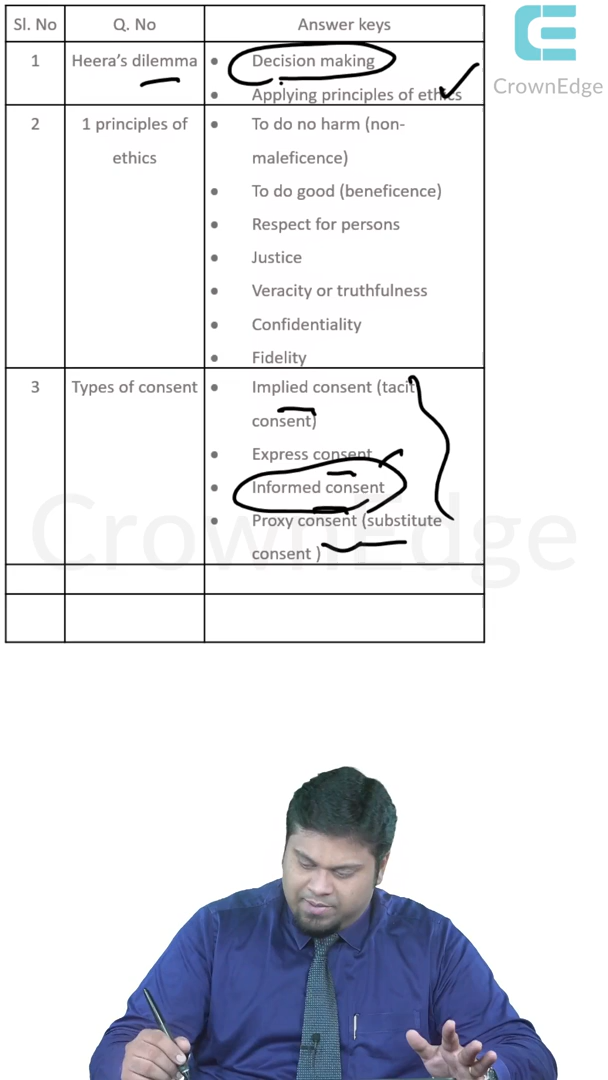 Sl. No Q. No Answer keys
CrownEdge
1 Heera's dilemma • Decision making
• Applying principles of ethics
2 1 principles of • To do no harm (non-
ethics maleficence)
• To do good (beneficence)
• Respect for persons
• Justice
• Veracity or truthfulness
• Confidentiality
• Fidelity
3 Types of consent • Implied consent (tacit
consent)
• Express consent
• Informed consent
• Proxy consent (substitute
consent )
CrownEdge